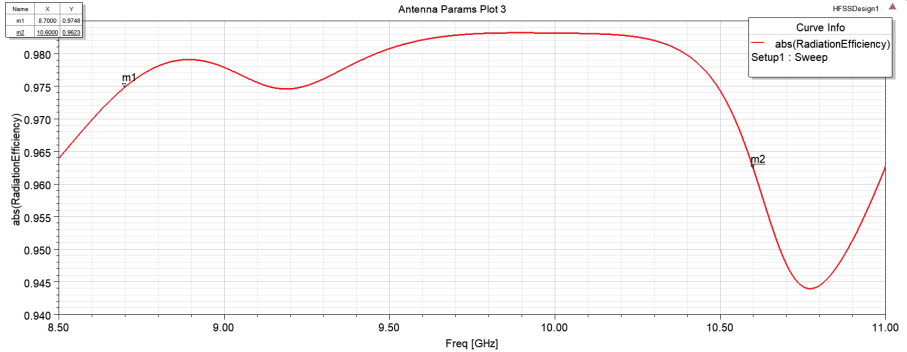 Antenna Params Plot 3
HFSSDesign1
Name X Y
m1 8.7000 0.9748
m2 10.6000 0.9623
Curve Info
abs(RadiationEfficiency)
Setup1 : Sweep
m1
m2
abs(RadiationEfficiency)
0.980
0.975
0.970
0.965
0.960
0.955
0.950
0.945
0.940
8.50 9.00 9.50 10.00 10.50 11.00
Freq [GHz]